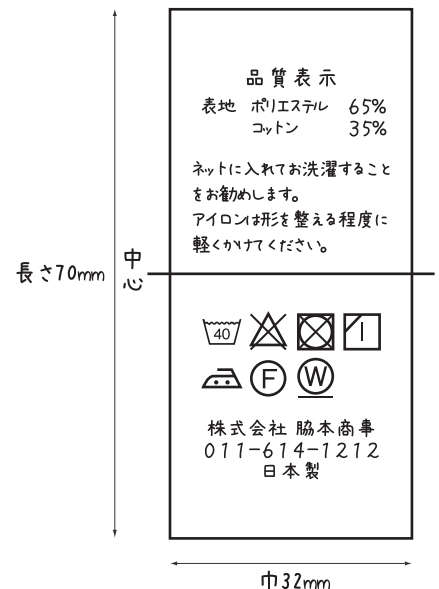 品質表示
表地 ポリエステル 65%
コットン 35%
ネットに入れてお洗濯すること
をお勧めします。
アイロンは形を整える程度に
軽くかけてください。
中心
長さ70mm
40
F
W
株式会社 脇本商事
011-614-1212
日本製
巾32mm